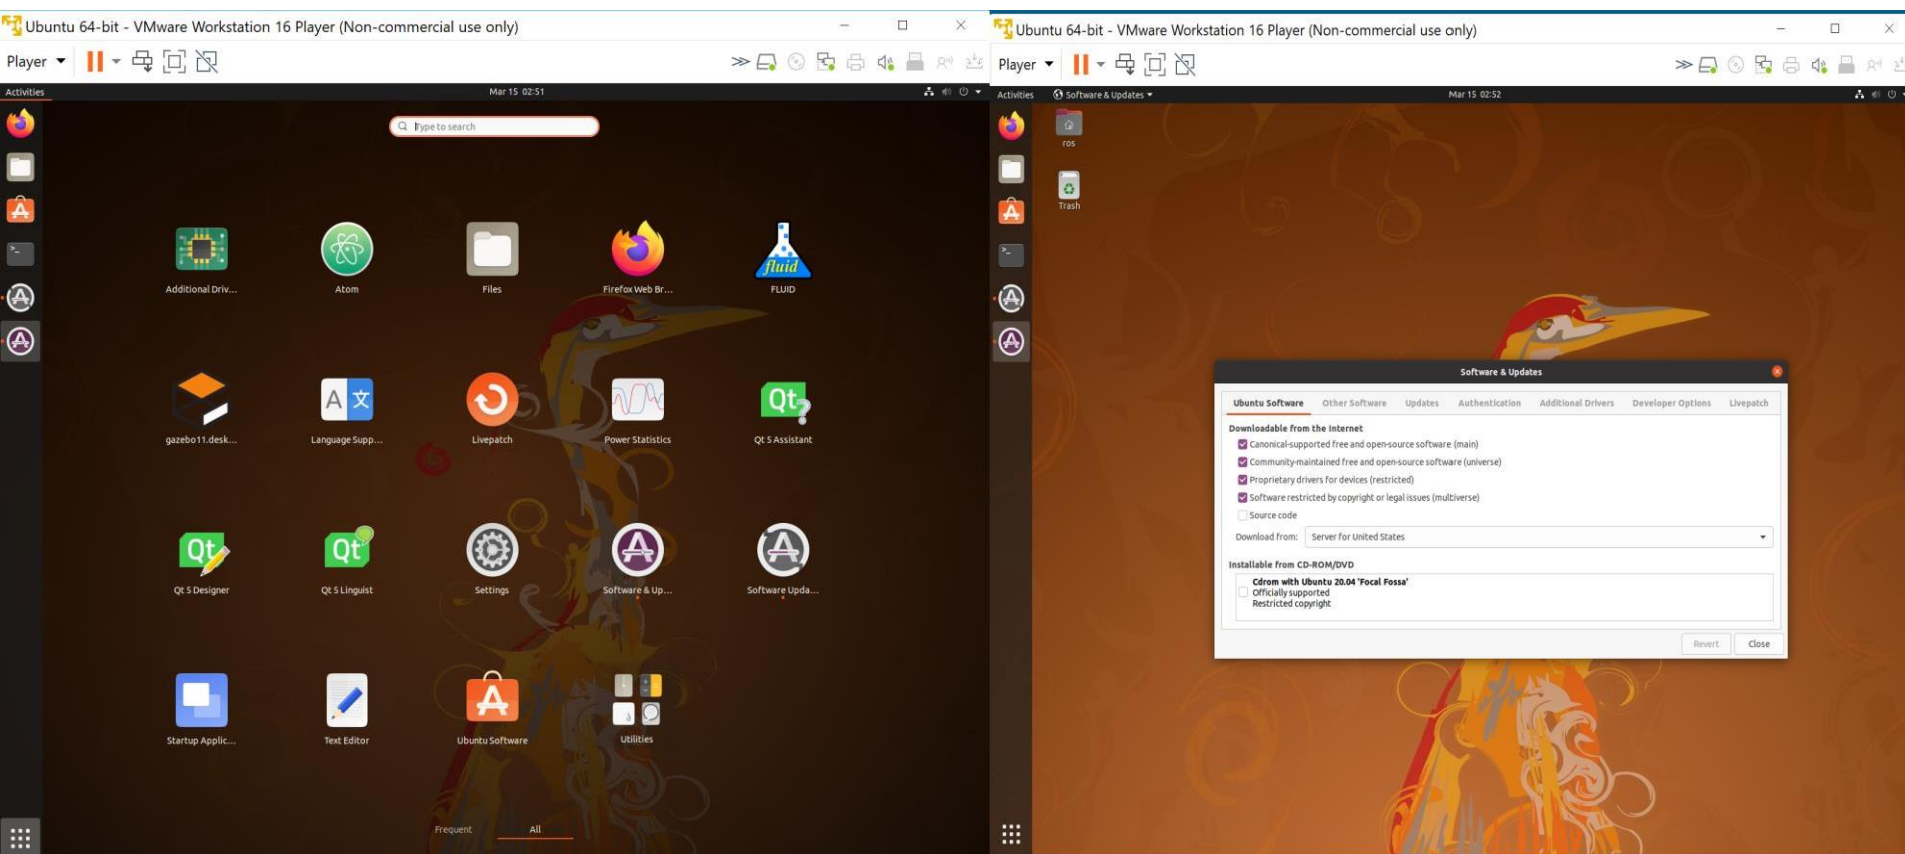 Ubuntu 64-bit - VMware Workstation 16 Player (Non-commercial use only)
Player
Activities
Mar 15 02:51
Type to search
Additional Driv...
Atom
Files
Firefox Web Br...
fluid
FLUID
A 文
gazebo11.desk...
Language Supp...
Livepatch
Power Statistics
Qt
Qt 5 Assistant
Qt
Qt
Qt 5 Designer
Qt 5 Linguist
Settings
Software & Up...
Software Upda...
Startup Applic...
Text Editor
Ubuntu Software
Utilities
Frequent
All
Ubuntu 64-bit - VMware Workstation 16 Player (Non-commercial use only)
Player
Activities
Software & Updates
Mar 15 02:52
ros
Trash
Software & Updates
Ubuntu Software
Other Software
Updates
Authentication
Additional Drivers
Developer Options
Livepatch
Downloadable from the Internet
Canonical-supported free and open-source software (main)
Community-maintained free and open-source software (universe)
Proprietary drivers for devices (restricted)
Software restricted by copyright or legal issues (multiverse)
Source code
Download from: Server for United States
Installable from CD-ROM/DVD
Cdrom with Ubuntu 20.04 'Focal Fossa'
Officially supported
Restricted copyright
Revert
Close